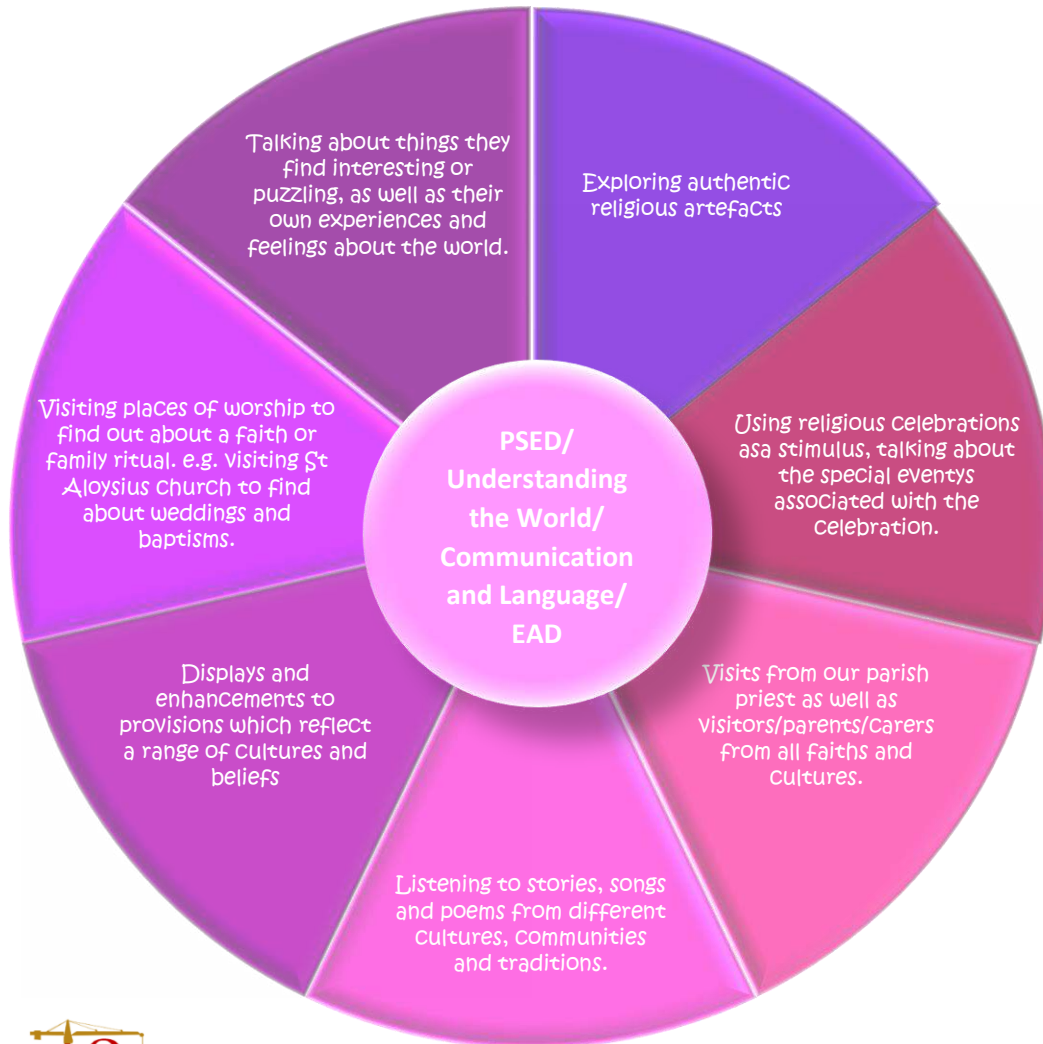 Talking about things they
find interesting or
puzzling, as well as their
own experiences and
feelings about the world.
Exploring authentic
religious artefacts
Using religious celebrations
asa stimulus, talking about
the special eventys
associated with the
celebration.
Visits from our parish
priest as well as
visitors/parents/carers
from all faiths and
cultures.
Listening to stories, songs
and poems from different
cultures, communities
and traditions.
Displays and
enhancements to
provisions which reflect
a range of cultures and
beliefs
Visiting places of worship to
find out about a faith or
family ritual. e.g. visiting St
Aloysius church to find
about weddings and
baptisms.
PSED/
Understanding
the World/
Communication
and Language/
EAD